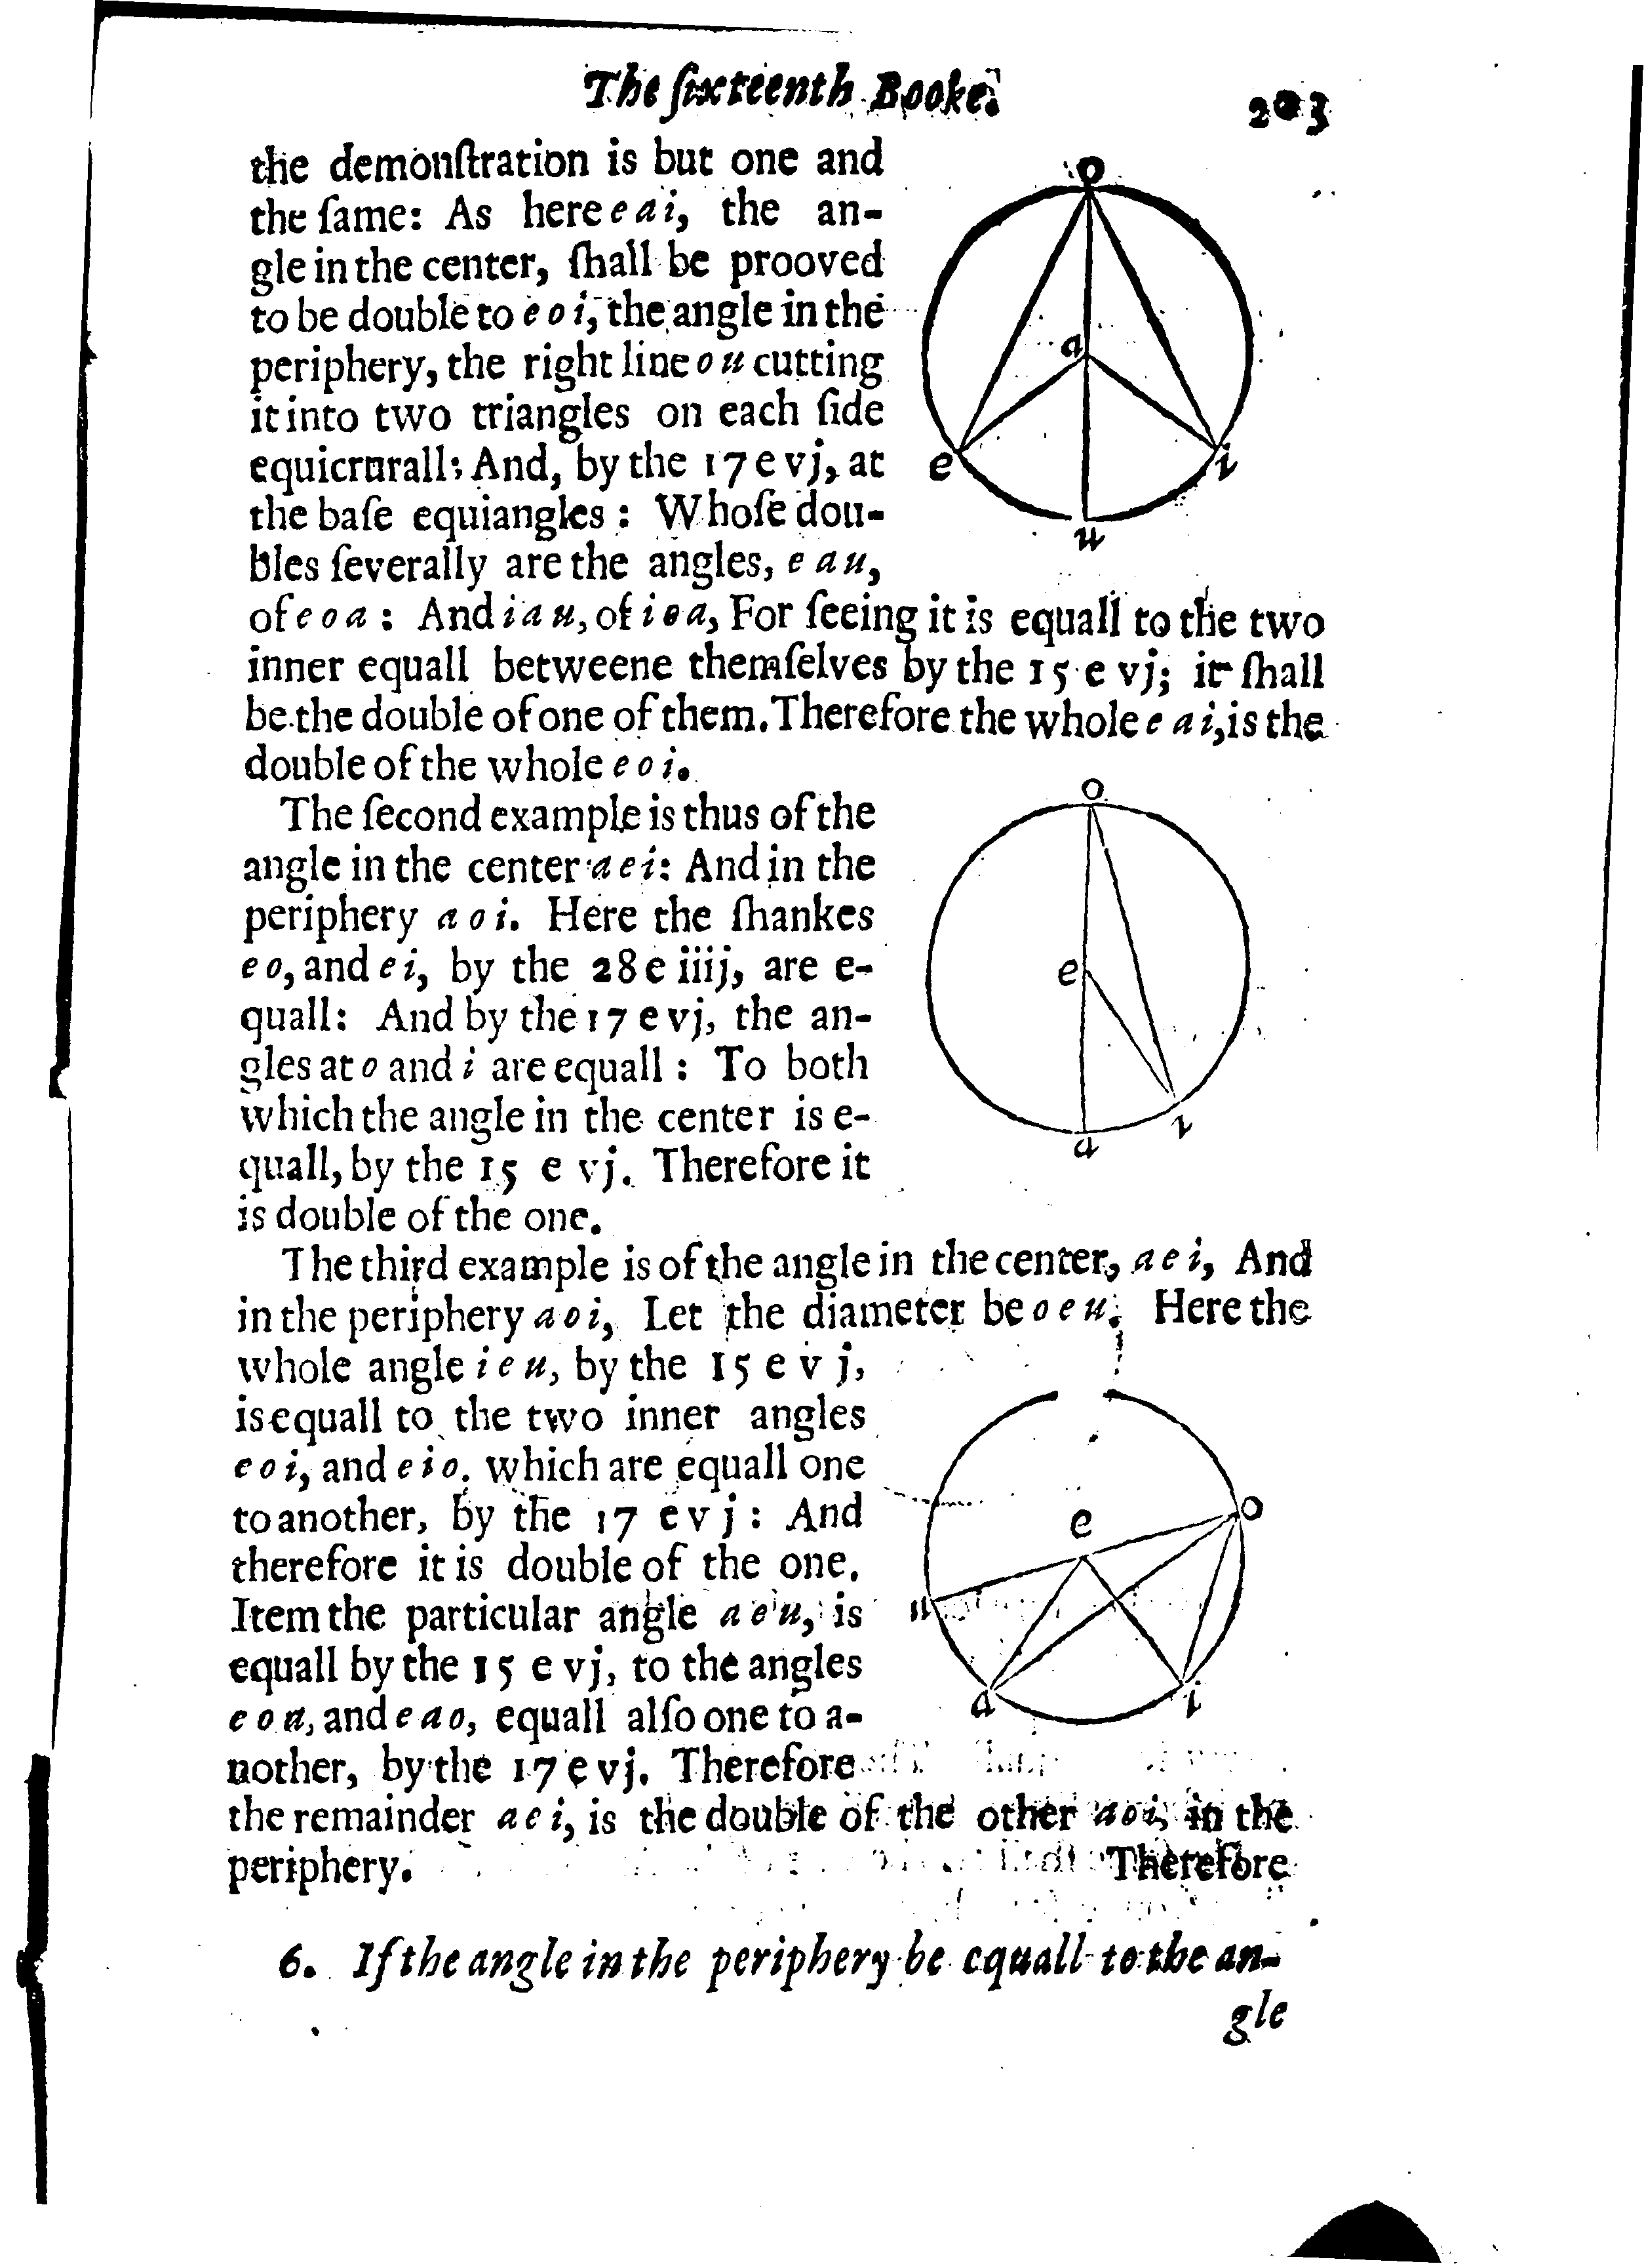 The ſixteenth Booke.
203
the demonſtration is but one and
the ſame: As here e a i, the an-
gle in the center, ſhall be prooved
to be double to e o i, the angle in the
periphery, the right line o u cutting
it into two triangles on each ſide
equicrurall; And, by the 17 e vj, at
the baſe equiangles: Whoſe dou-
bles ſeverally are the angles, e a u,
of e o a: And i a u, of i o a, For ſeeing it is equall to the two
inner equall betweene themſelves by the 15 e vj; it ſhall
be the double of one of them. Therefore the whole e a i, is the
double of the whole e o i.
The ſecond example is thus of the
angle in the center a e i: And in the
periphery a o i. Here the ſhankes
e o, and e i, by the 28 e iiij, are e-
quall: And by the 17 e vj, the an-
gles at o and i are equall: To both
which the angle in the center is e-
quall, by the 15 e vj. Therefore it
is double of the one.
The third example is of the angle in the center, a e i, And
in the periphery a o i, Let the diameter be o e u. Here the
whole angle i e u, by the 15 e v j,
is equall to the two inner angles
e o i, and e i o. which are equall one
to another, by the 17 e v j: And
therefore it is double of the one.
Item the particular angle a e u, is
equall by the 15 e vj, to the angles
e o a, and e a o, equall alſo one to a-
nother, by the 17 e vj. Therefore
the remainder a e i, is the double of the other a o i, in the
periphery. Therefore
6. If the angle in the periphery be equall to the an-
gle
o
a
e
i
u
o
e
a
i
e
o
u
a
i